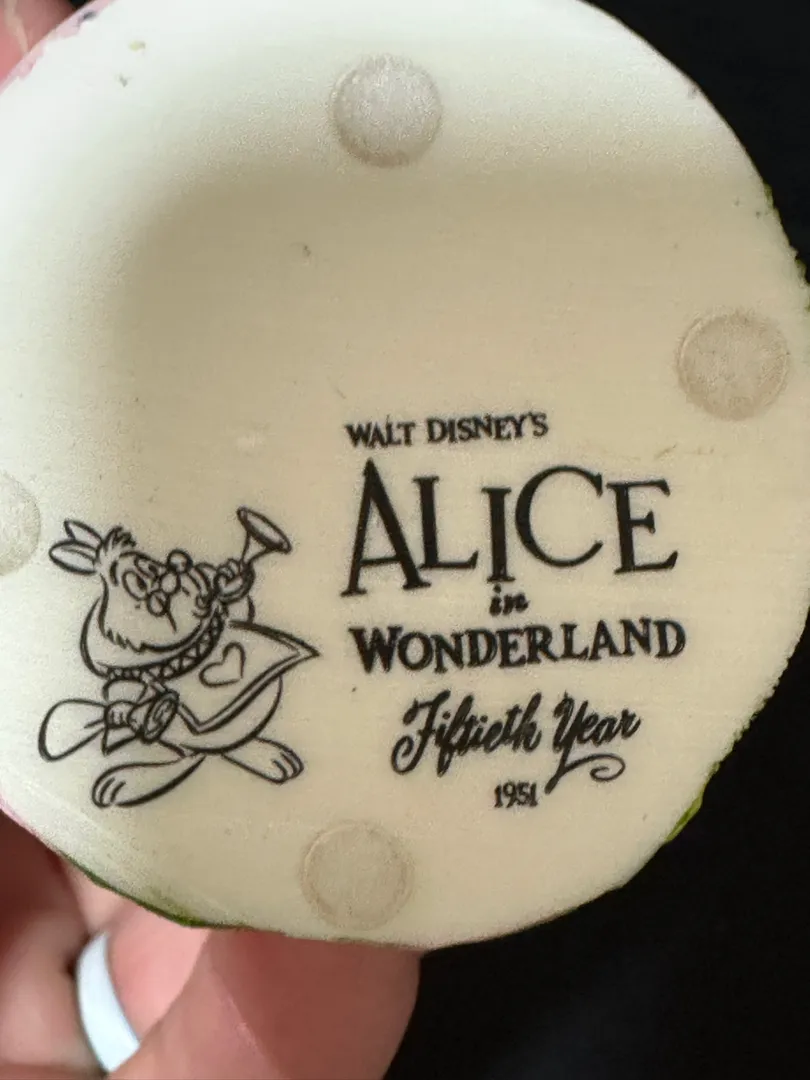 WALT DISNEY'S
ALICE
in
WONDERLAND
Fiftieth Year
1951